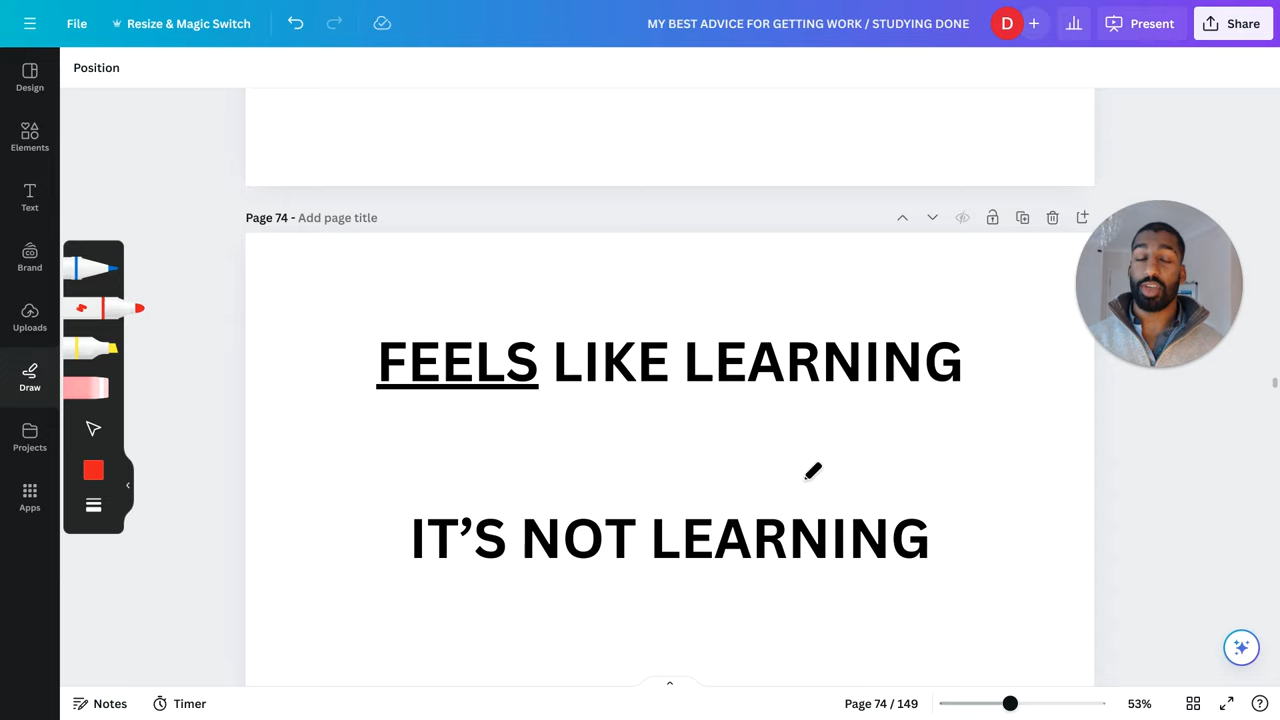 File
Resize & Magic Switch
MY BEST ADVICE FOR GETTING WORK / STUDYING DONE
D
Present
Share
Position
Design
Elements
Text
Brand
Uploads
Draw
Projects
Apps
Page 74 - Add page title
FEELS LIKE LEARNING
IT’S NOT LEARNING
Notes
Timer
Page 74 / 149
53%